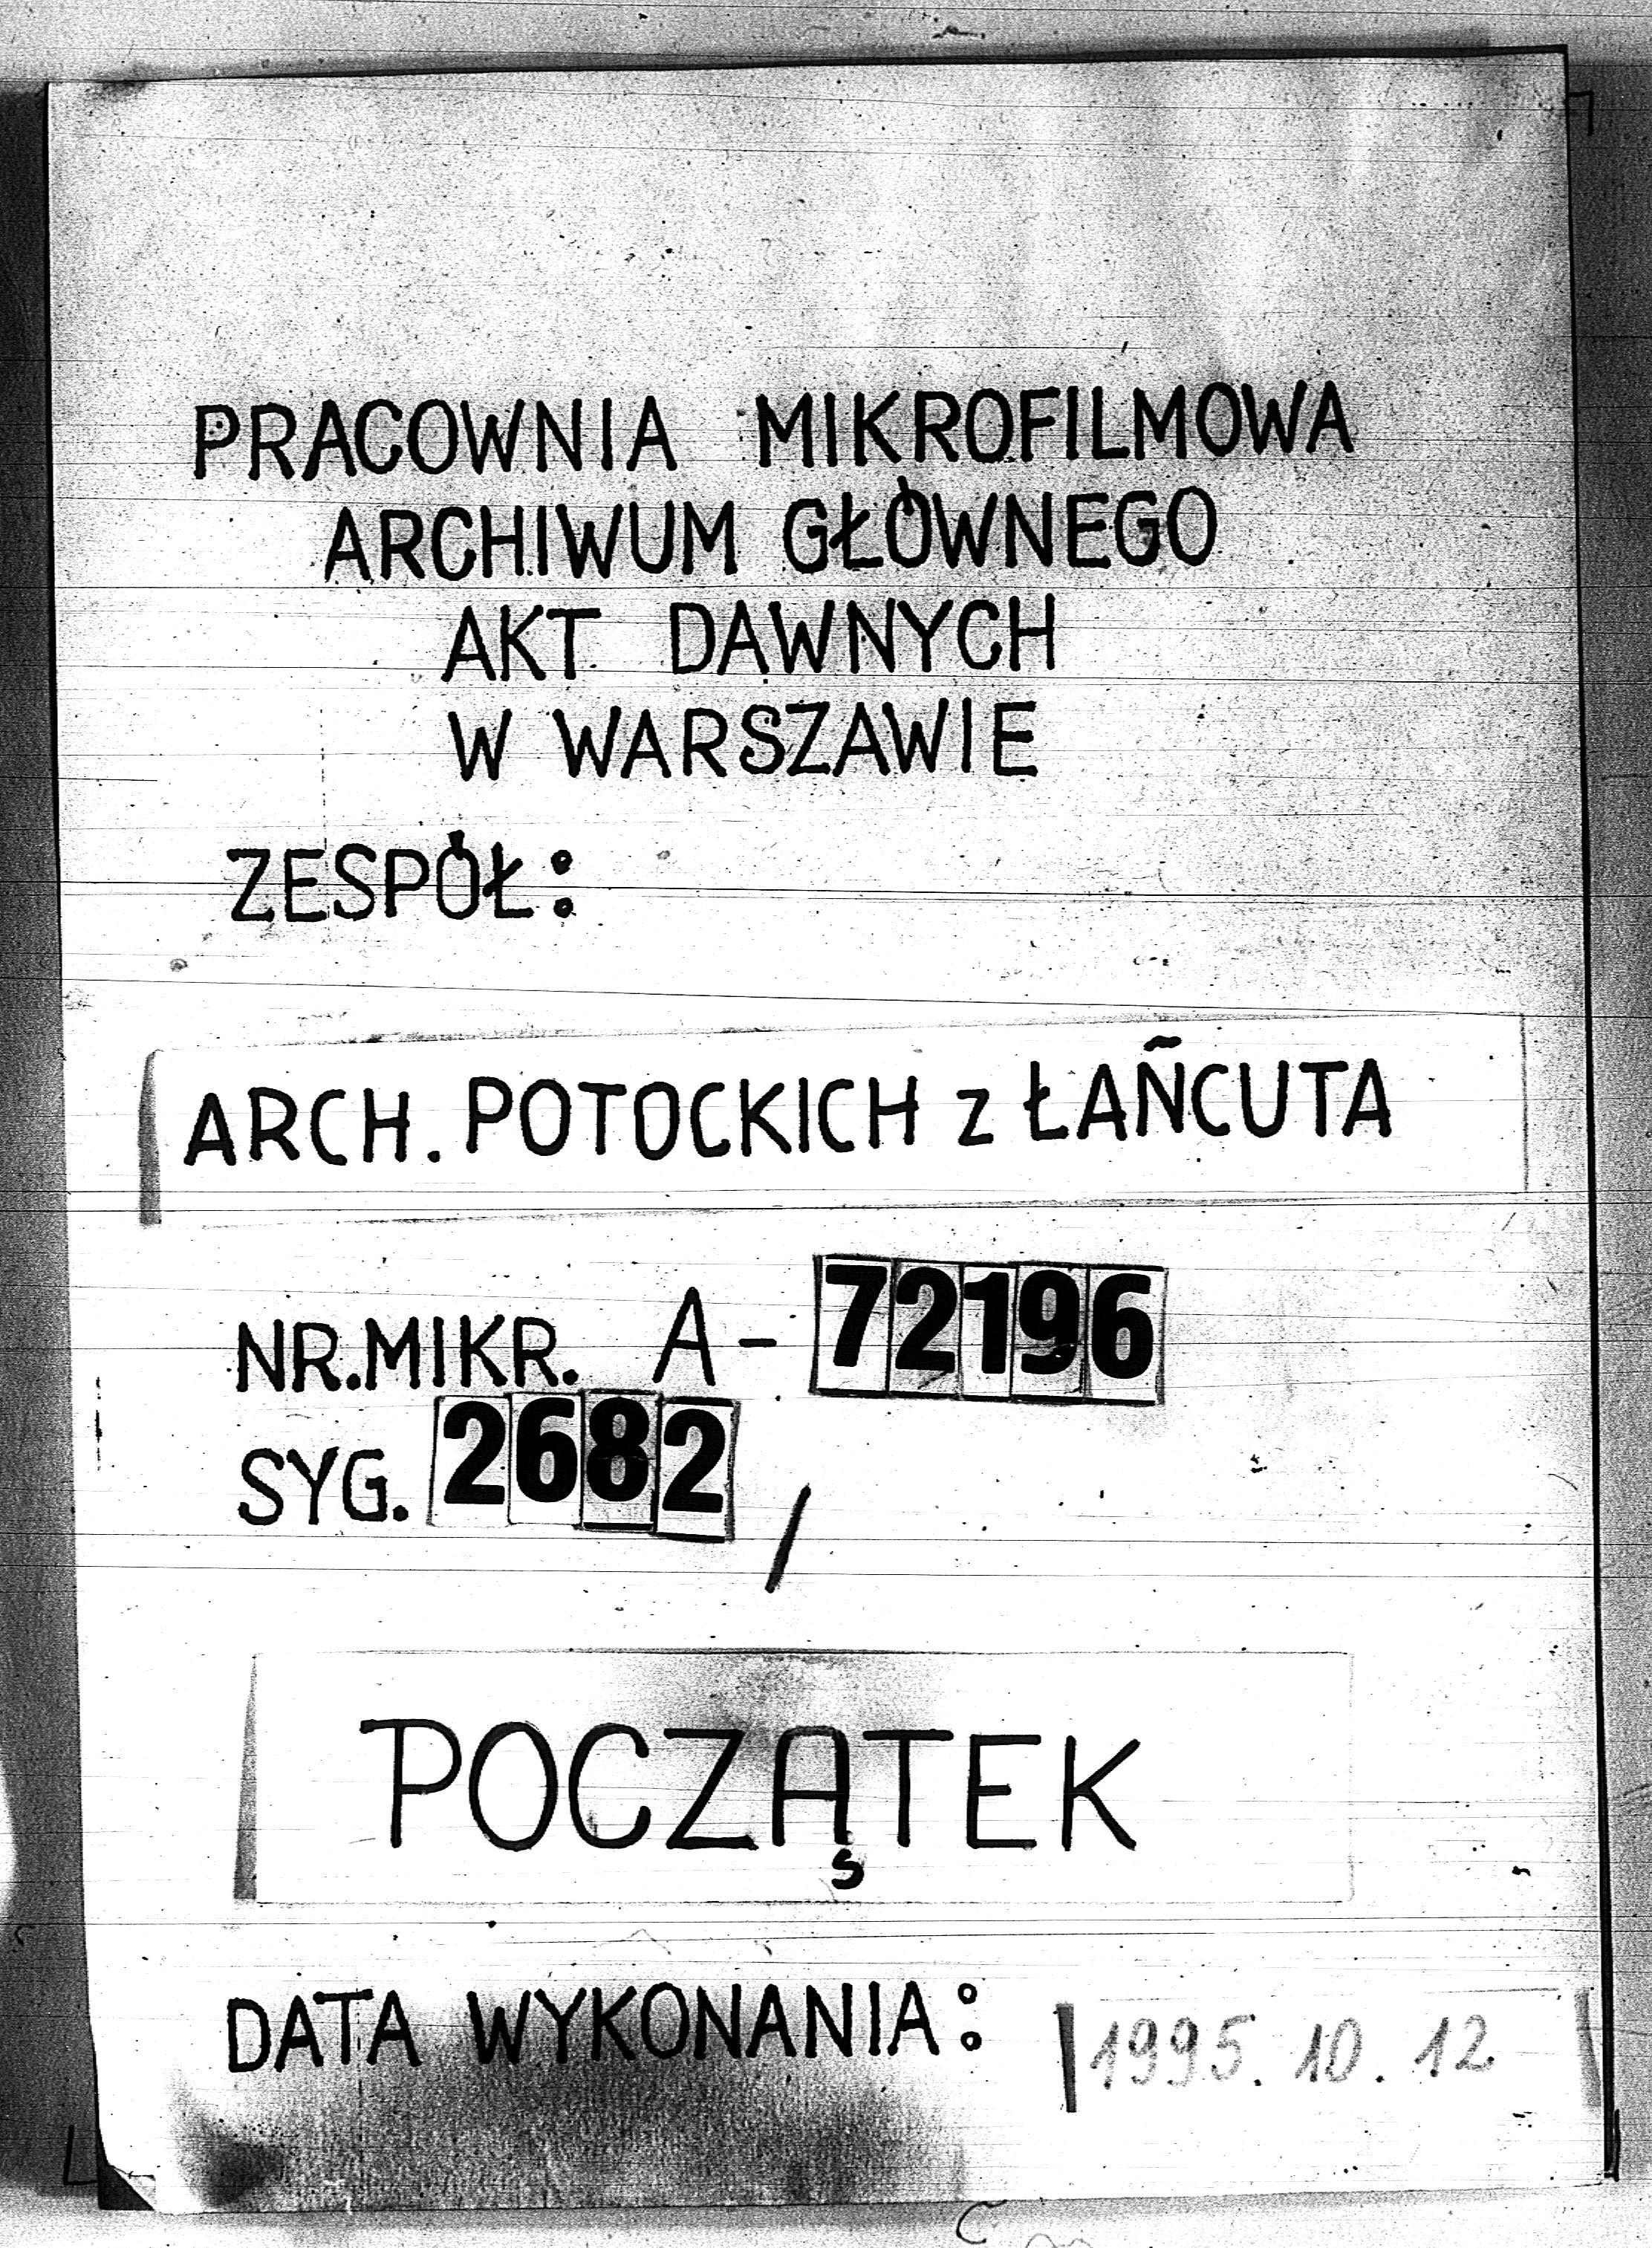 PRACOWNIA MIKROFILMOWA
ARCHIWUM GŁÓWNEGO
AKT DAWNYCH
W WARSZAWIE
ZESPÓŁ:
ARCH. POTOCKICH z ŁAŃCUTA
NR.MIKR. A-72196
SYG. 2682 /
POCZĄTEK
DATA WYKONANIA: 1995.10.12